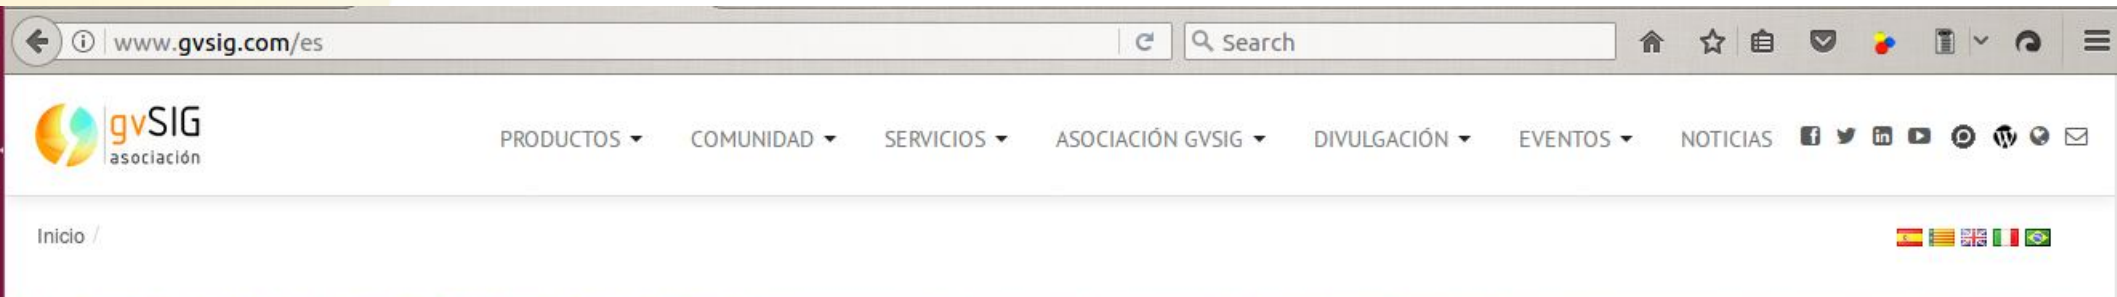 www.gvsig.com/es
Search
gvSIG
asociación
PRODUCTOS COMUNIDAD SERVICIOS ASOCIACIÓN GVSIG DIVULGACIÓN EVENTOS NOTICIAS
Inicio /